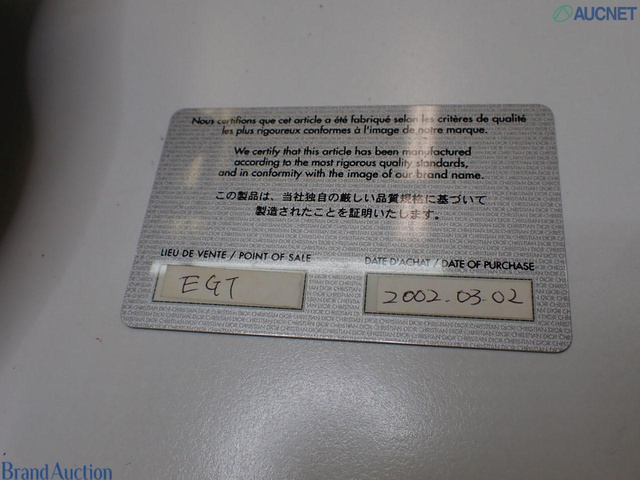 AUCNET
Nous certifions que cet article a été fabriqué selon les critères de qualité
les plus rigoureux conformes à l'image de notre marque.
We certify that this article has been manufactured
according to the most rigorous quality standards,
and in conformity with the image of our brand name.
この製品は、当社独自の厳しい品質規格に基づいて
製造されたことを証明いたします。
LIEU DE VENTE / POINT OF SALE
DATE D'ACHAT / DATE OF PURCHASE
EGT
2002.03.02
Brand Auction